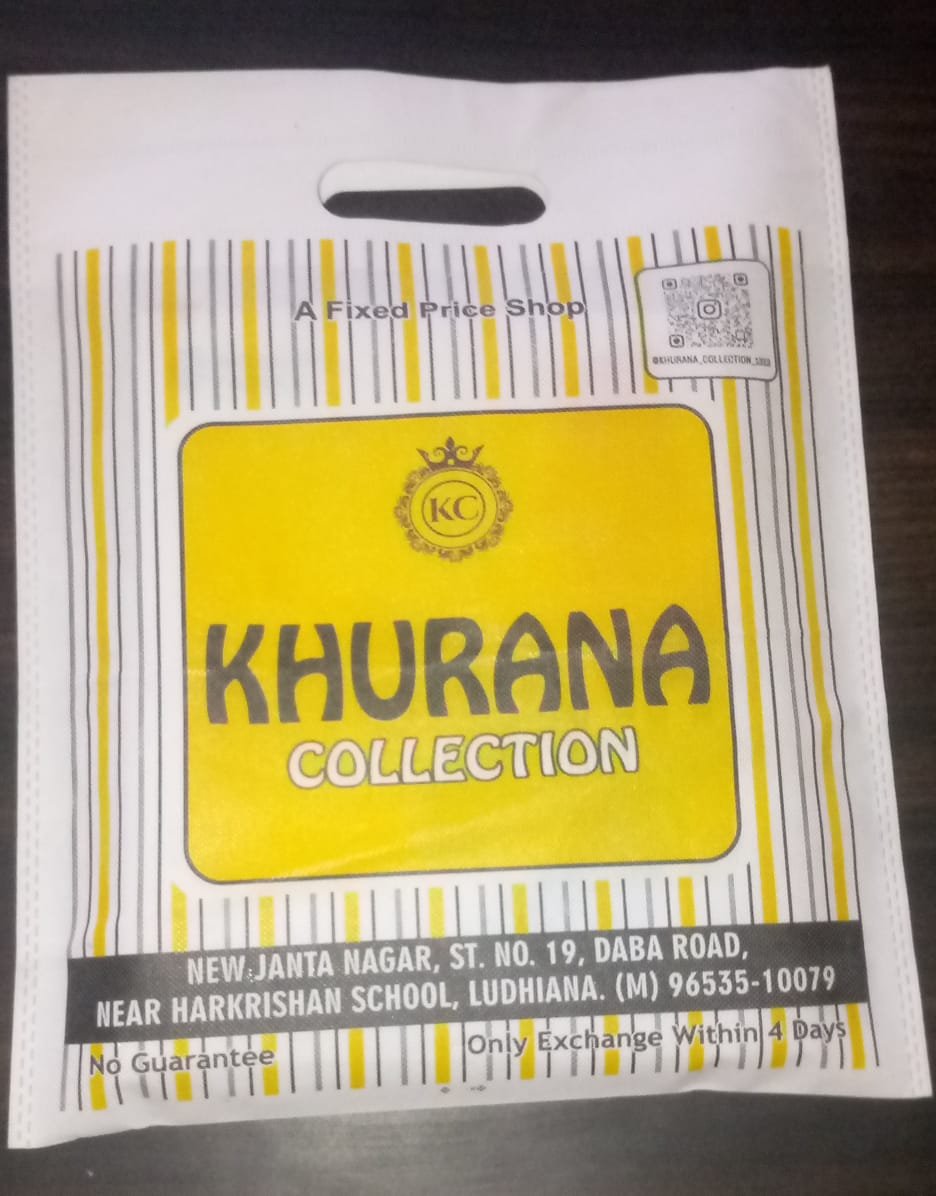 A Fixed Price Shop
KC
KHURANA
COLLECTION
NEW JANTA NAGAR, ST. NO. 19, DABA ROAD,
NEAR HARKRISHAN SCHOOL, LUDHIANA. (M) 96535-10079
No Guarantee
Only Exchange Within 4 Days